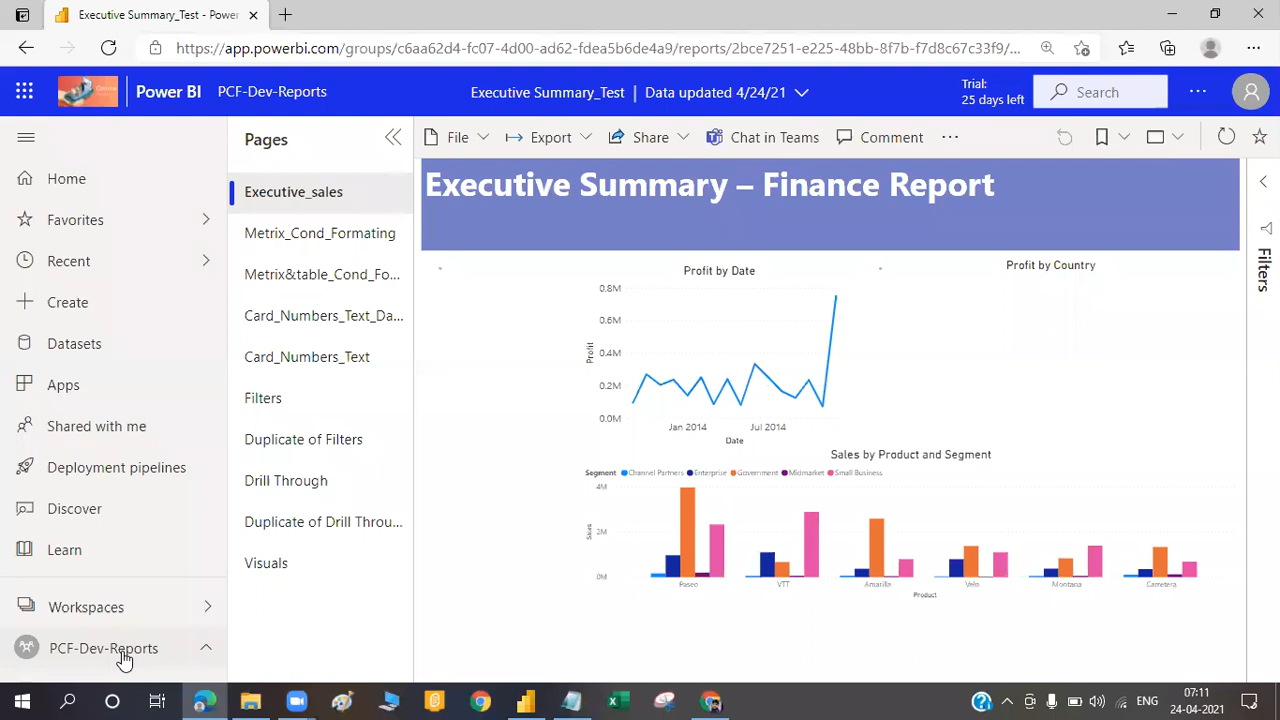 Executive Summary_Test - Power
https://app.powerbi.com/groups/c6aa62d4-fc07-4d00-ad62-fdea5b6de4a9/reports/2bce7251-e225-48bb-8f7b-f7d8c67c33f9/...
Power BI
PCF-Dev-Reports
Executive Summary_Test | Data updated 4/24/21
Trial:
25 days left
Search
Home
Favorites
Recent
Create
Datasets
Apps
Shared with me
Deployment pipelines
Discover
Learn
Workspaces
PCF-Dev-Reports
Pages
Executive_sales
Metrix_Cond_Formating
Metrix&table_Cond_Fo...
Card_Numbers_Text_Da...
Card_Numbers_Text
Filters
Duplicate of Filters
Drill Through
Duplicate of Drill Throu...
Visuals
File
Export
Share
Chat in Teams
Comment
Executive Summary – Finance Report
Profit by Date
0.8M
0.6M
0.4M
0.2M
0.0M
Profit
Jan 2014
Jul 2014
Date
Profit by Country
Sales by Product and Segment
Segment Channel Partners Enterprise Government Midmarket Small Business
4M
2M
0M
Sales
Paseo
VTT
Amarilla
Velo
Montana
Carretera
Product
Filters
ENG
07:11
24-04-2021